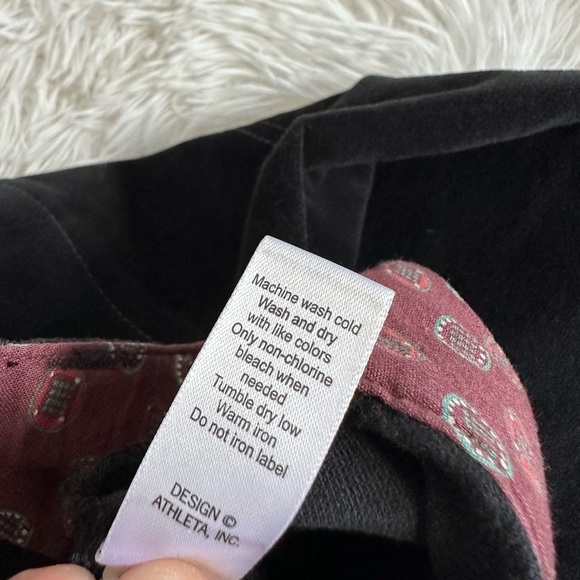 Machine wash cold
Wash and dry
with like colors
Only non-chlorine
bleach when
needed
Tumble dry low
Warm iron
Do not iron label
DESIGN ©
ATHLETA, INC.